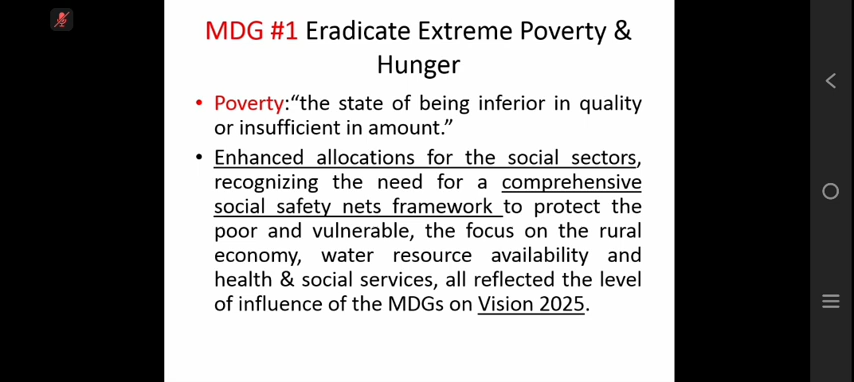 MDG #1 Eradicate Extreme Poverty &
Hunger
• Poverty:“the state of being inferior in quality
or insufficient in amount.”
• Enhanced allocations for the social sectors,
recognizing the need for a comprehensive
social safety nets framework to protect the
poor and vulnerable, the focus on the rural
economy, water resource availability and
health & social services, all reflected the level
of influence of the MDGs on Vision 2025.